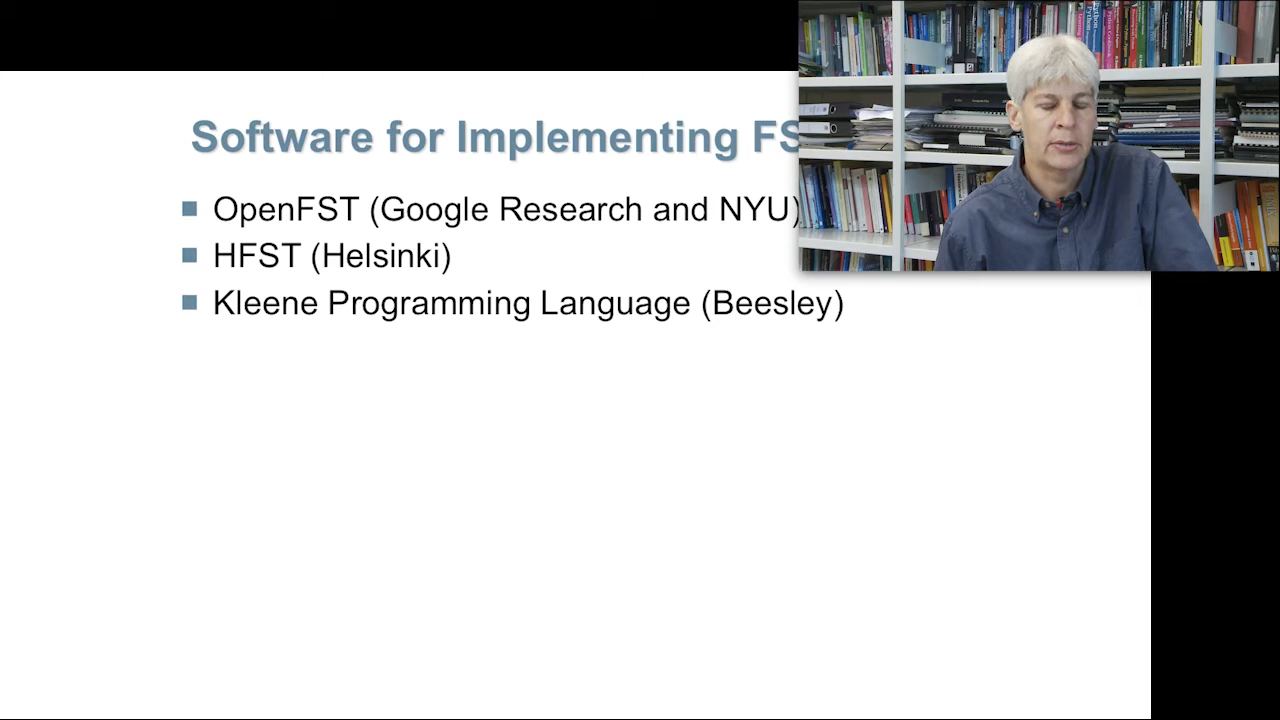 Software for Implementing FS
OpenFST (Google Research and NYU)
HFST (Helsinki)
Kleene Programming Language (Beesley)